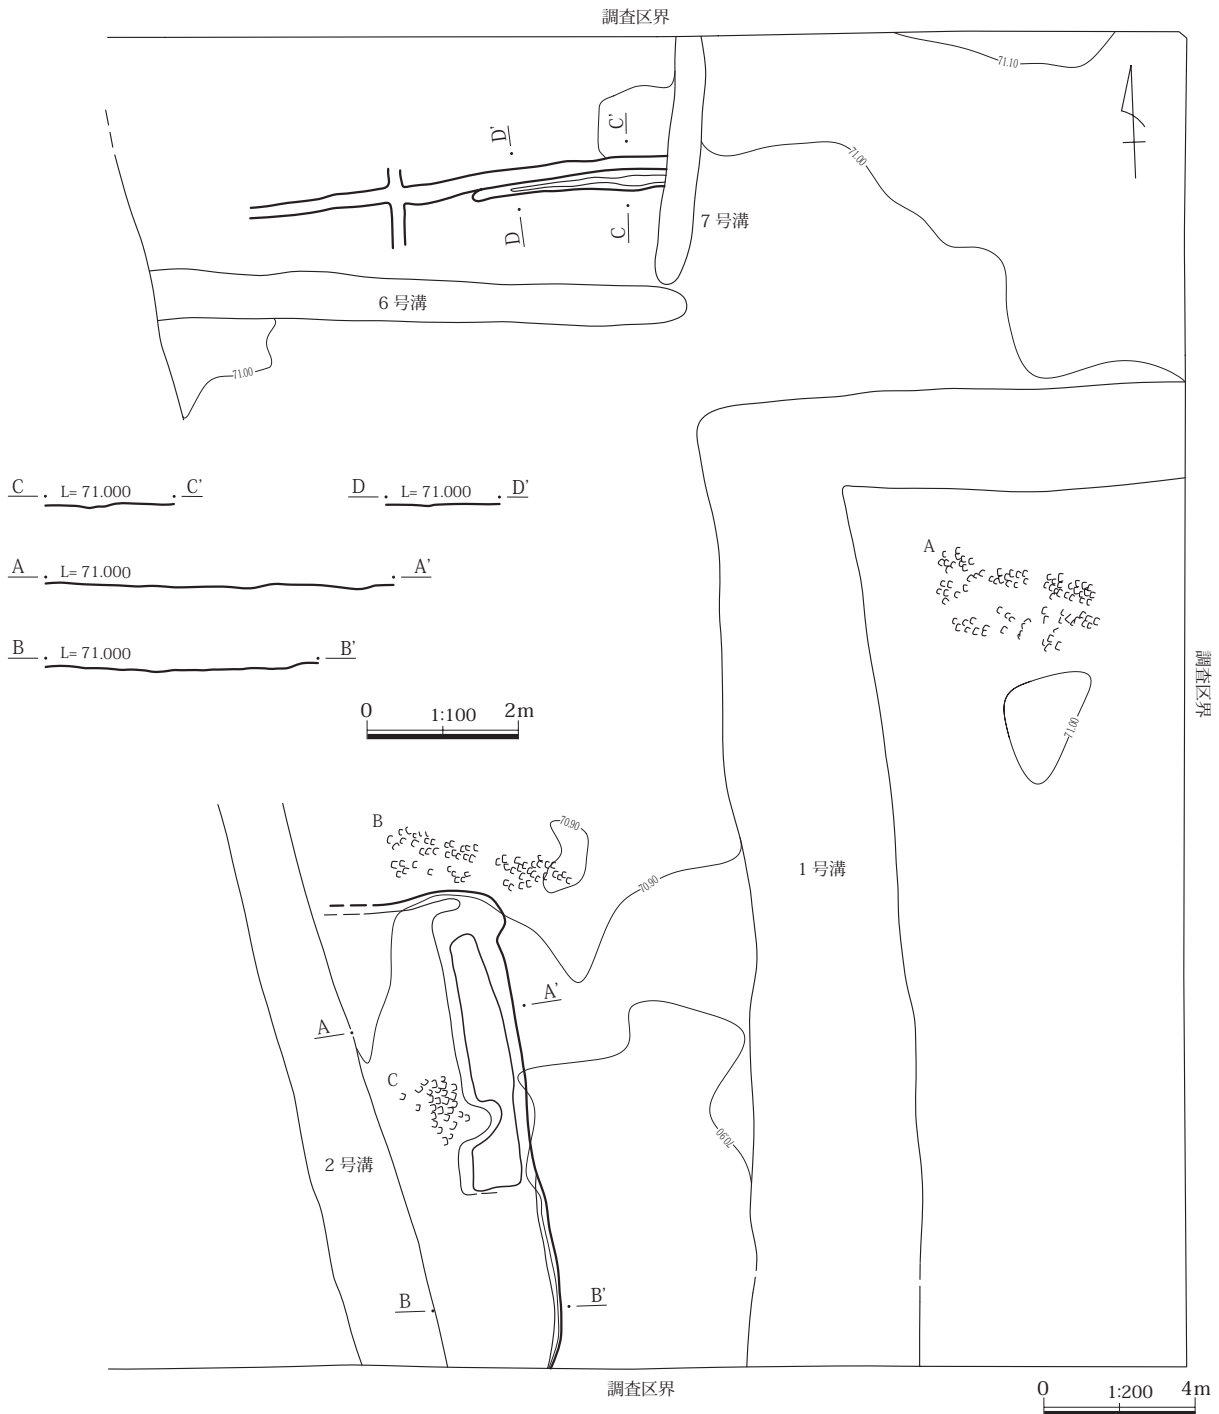 調査区界
71.10
D'
C'
71.00
D
C
7号溝
6号溝
71.00
C L= 71.000 C'
D L= 71.000 D'
A L= 71.000 A'
B L= 71.000 B'
A
調査区界
71.00
0 1:100 2m
B
70.90
70.90
1号溝
A'
A
C
70.90
2号溝
B
B'
調査区界
0 1:200 4m